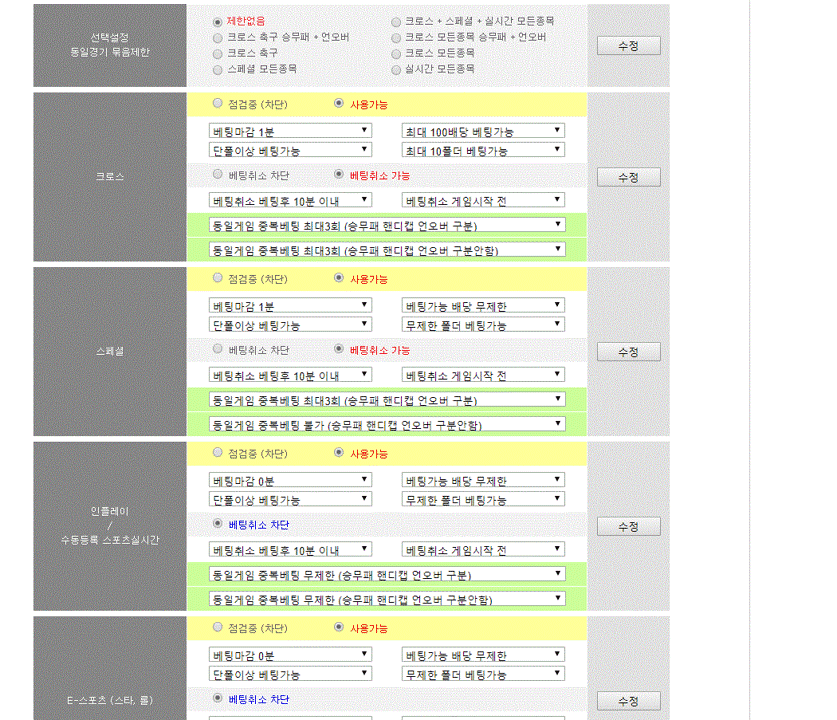 선택설정
동일경기 묶음제한
제한없음
크로스 + 스페셜 + 실시간 모든종목
크로스 축구 승무패 + 언오버
크로스 모든종목 승무패 + 언오버
크로스 축구
크로스 모든종목
스페셜 모든종목
실시간 모든종목
수정
크로스
점검중 (차단)
사용가능
베팅마감 1분
최대 100배당 베팅가능
단폴이상 베팅가능
최대 10폴더 베팅가능
베팅취소 차단
베팅취소 가능
베팅취소 베팅후 10분 이내
베팅취소 게임시작 전
동일게임 중복베팅 최대3회 (승무패 핸디캡 언오버 구분)
동일게임 중복베팅 최대3회 (승무패 핸디캡 언오버 구분안함)
수정
스페셜
점검중 (차단)
사용가능
베팅마감 1분
베팅가능 배당 무제한
단폴이상 베팅가능
무제한 폴더 베팅가능
베팅취소 차단
베팅취소 가능
베팅취소 베팅후 10분 이내
베팅취소 게임시작 전
동일게임 중복베팅 최대3회 (승무패 핸디캡 언오버 구분)
동일게임 중복베팅 불가 (승무패 핸디캡 언오버 구분안함)
수정
인플레이
/
수동등록 스포츠실시간
점검중 (차단)
사용가능
베팅마감 0분
베팅가능 배당 무제한
단폴이상 베팅가능
무제한 폴더 베팅가능
베팅취소 차단
베팅취소 베팅후 10분 이내
베팅취소 게임시작 전
동일게임 중복베팅 무제한 (승무패 핸디캡 언오버 구분)
동일게임 중복베팅 무제한 (승무패 핸디캡 언오버 구분안함)
수정
E-스포츠 (스타, 롤)
점검중 (차단)
사용가능
베팅마감 0분
베팅가능 배당 무제한
단폴이상 베팅가능
무제한 폴더 베팅가능
베팅취소 차단
수정